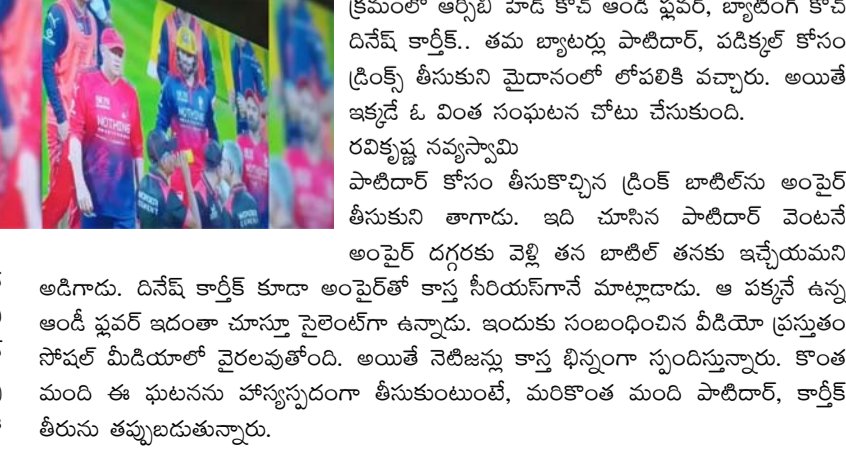 క్రమంలో ఆర్సీబీ హెడ్ కోచ్ ఆండీ ఫ్లవర్, బ్యాటింగ్ కోచ్
దినేష్ కార్తీక్.. తమ బ్యాటర్లు పాటిదార్, పడిక్కల్ కోసం
డ్రింక్స్ తీసుకుని మైదానంలో లోపలికి వచ్చారు. అయితే
ఇక్కడే ఓ వింత సంఘటన చోటు చేసుకుంది.
రవికృష్ణ నవ్యస్వామి
పాటిదార్ కోసం తీసుకొచ్చిన డ్రింక్ బాటిల్‌ను అంపైర్
తీసుకుని తాగాడు. ఇది చూసిన పాటిదార్ వెంటనే
అంపైర్ దగ్గరకు వెళ్లి తన బాటిల్ తనకు ఇచ్చేయమని
అడిగాడు. దినేష్ కార్తీక్ కూడా అంపైర్‌తో కాస్త సీరియస్‌గానే మాట్లాడాడు. ఆ పక్కనే ఉన్న
ఆండీ ఫ్లవర్ ఇదంతా చూస్తూ సైలెంట్‌గా ఉన్నాడు. ఇందుకు సంబంధించిన వీడియో ప్రస్తుతం
సోషల్ మీడియాలో వైరలవుతోంది. అయితే నెటిజన్లు కాస్త భిన్నంగా స్పందిస్తున్నారు. కొంత
మంది ఈ ఘటనను హాస్యాస్పదంగా తీసుకుంటుంటే, మరికొంత మంది పాటిదార్, కార్తీక్
తీరును తప్పుబడుతున్నారు.
NOTHING
NOTHING